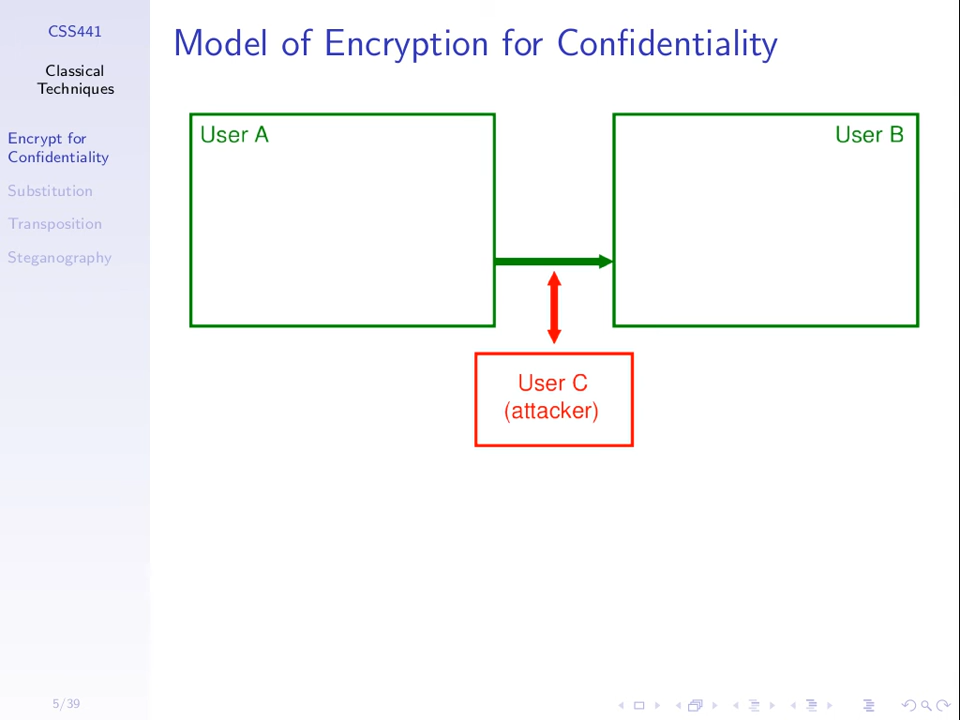 CSS441
Classical
Techniques
Encrypt for
Confidentiality
Substitution
Transposition
Steganography
5/39
Model of Encryption for Confidentiality
User A
User B
User C
(attacker)